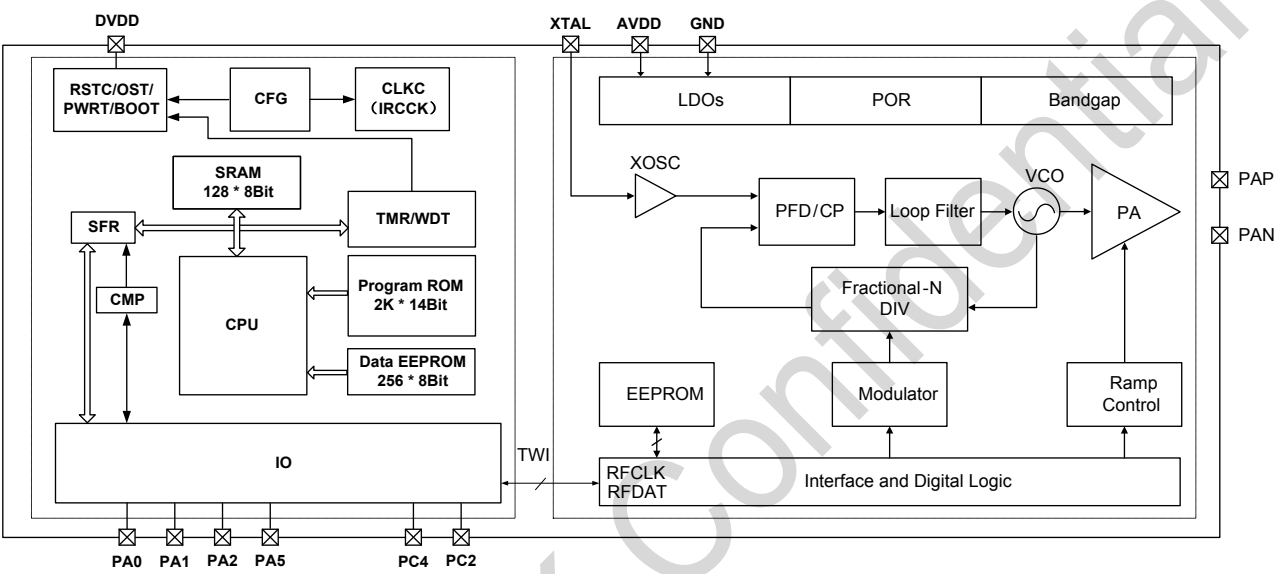 DVDD
XTAL
AVDD
GND
RSTC/OST/
PWRT/BOOT
CFG
CLKC
（IRCCK）
LDOs
POR
Bandgap
SRAM
128 * 8Bit
TMR/WDT
SFR
CMP
CPU
Program ROM
2K * 14Bit
Data EEPROM
256 * 8Bit
IO
TWI
XOSC
PFD/CP
Loop Filter
VCO
PA
PAP
PAN
Fractional-N
DIV
EEPROM
Modulator
Ramp
Control
RFCLK
RFDAT
Interface and Digital Logic
PA0
PA1
PA2
PA5
PC4
PC2
Confidential